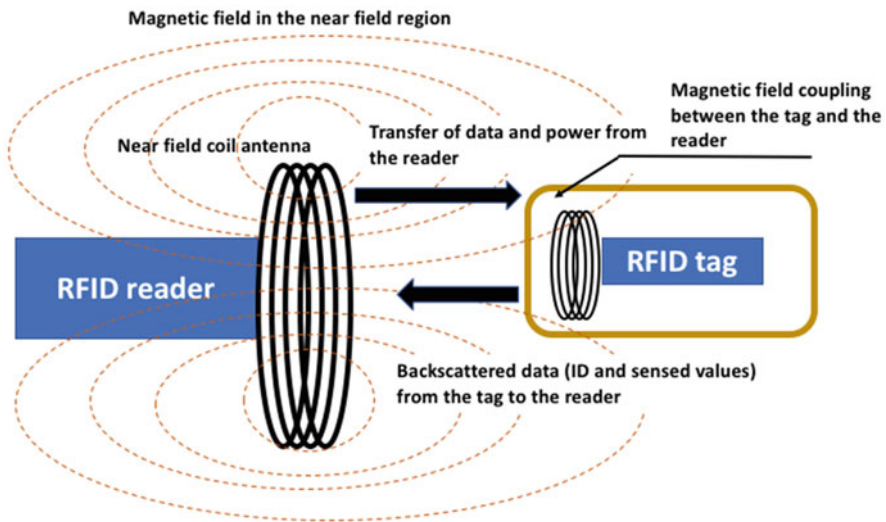 Magnetic field in the near field region
Magnetic field coupling
between the tag and the
reader
Near field coil antenna
Transfer of data and power from
the reader
RFID reader
RFID tag
Backscattered data (ID and sensed values)
from the tag to the reader